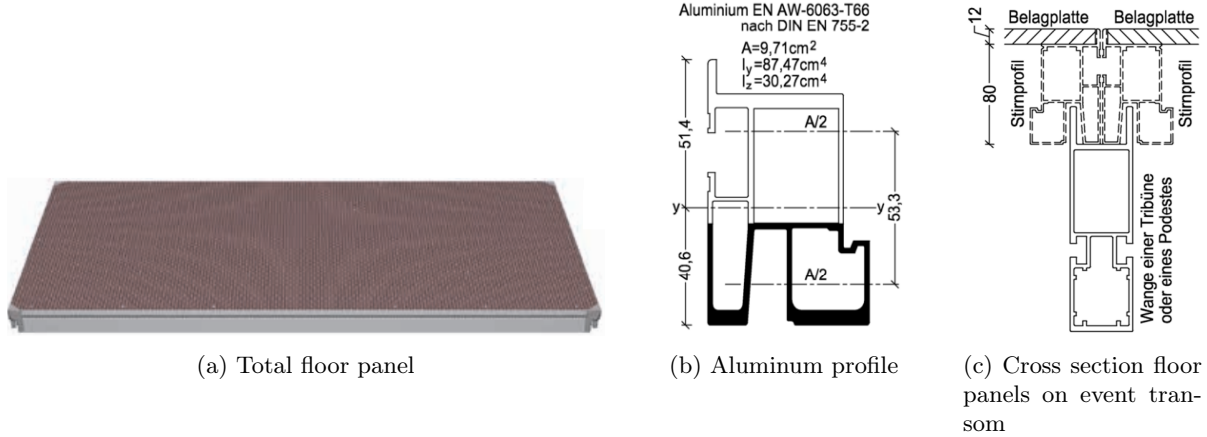 Aluminium EN AW-6063-T66
nach DIN EN 755-2
A=9,71cm²
Iy=87,47cm⁴
Iz=30,27cm⁴
51,4
40,6
A/2
y
y
53,3
A/2
12
Belagplatte
Belagplatte
80
Stirnprofil
Stirnprofil
Wange einer Tribüne
oder eines Podestes
(a) Total floor panel
(b) Aluminum profile
(c) Cross section floor
panels on event tran-
som